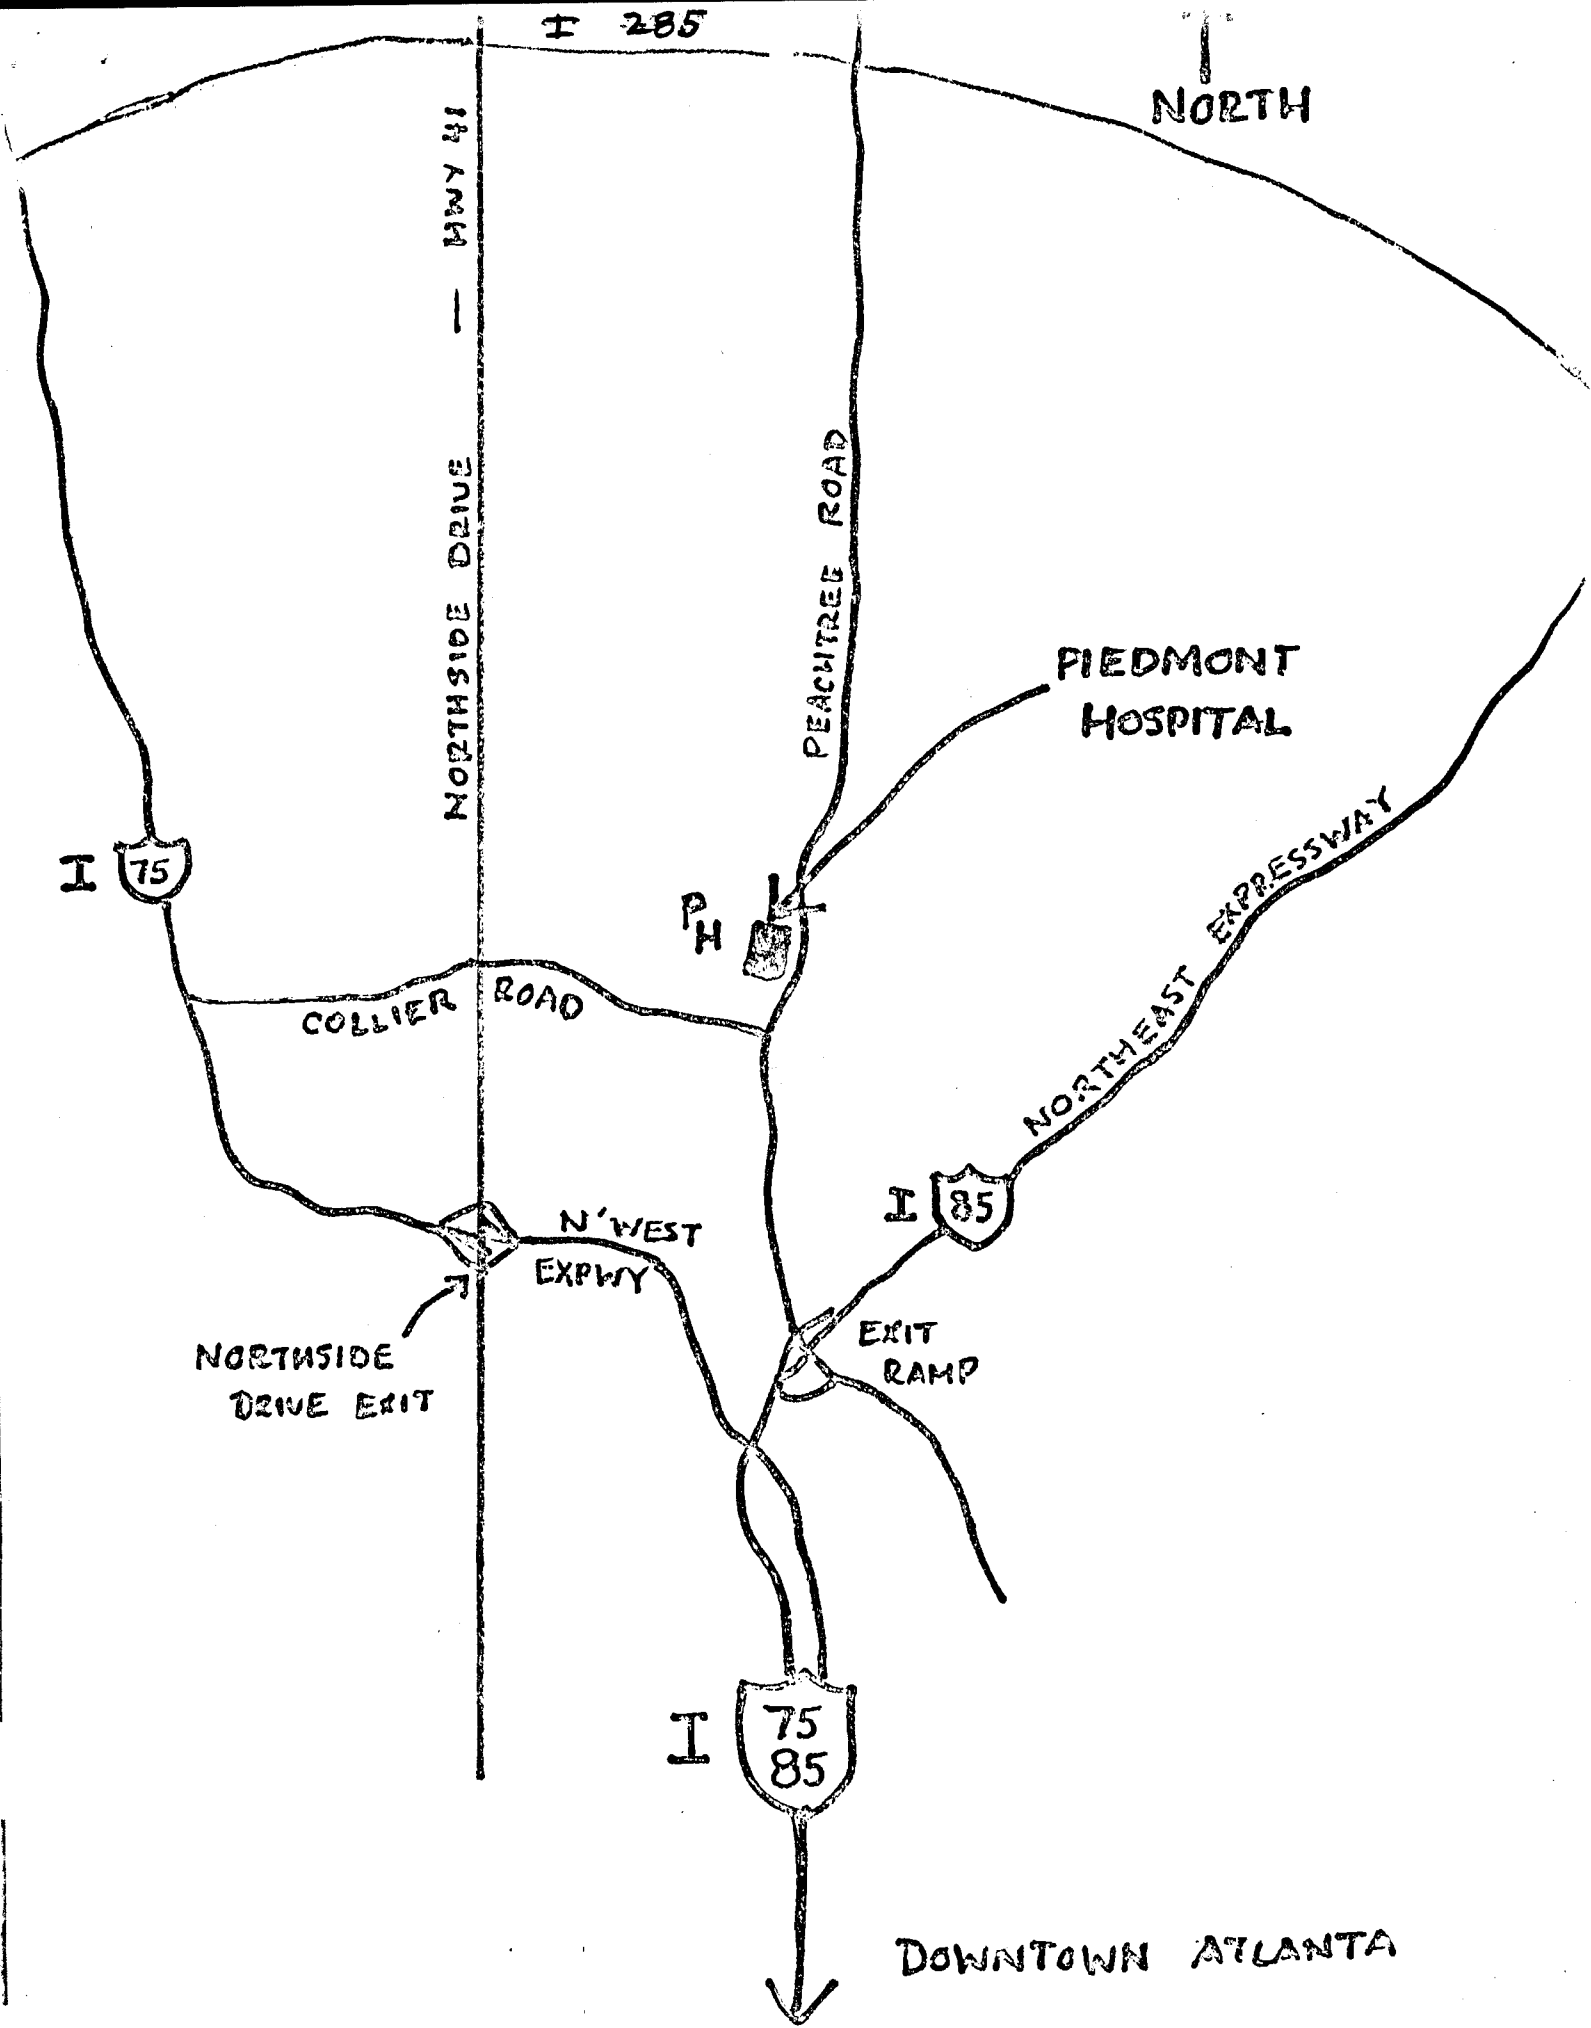 I 285
NORTH
NORTHSIDE DRIVE — HWY 41
PEACHTREE ROAD
PIEDMONT
HOSPITAL
I 75
PH
COLLIER ROAD
NORTHEAST EXPRESSWAY
I 85
N'WEST
EXPWY
EXIT
RAMP
NORTHSIDE
DRIVE EXIT
I 75
85
DOWNTOWN ATLANTA